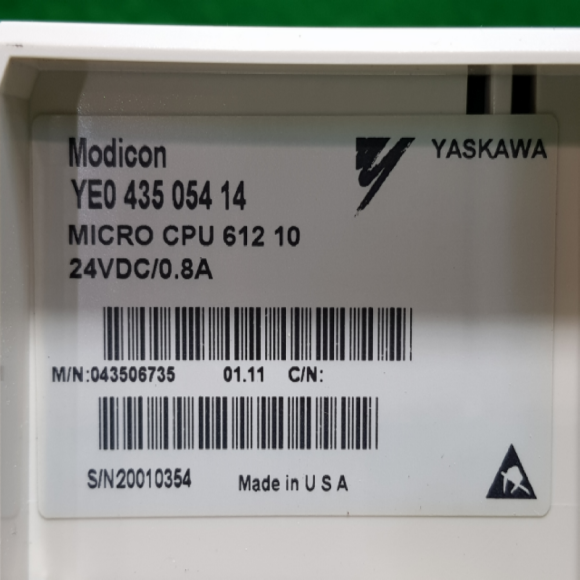 Modicon
YASKAWA
YE0 435 054 14
MICRO CPU 612 10
24VDC/0.8A
M/N:043506735 01.11 C/N:
S/N20010354 Made in U S A